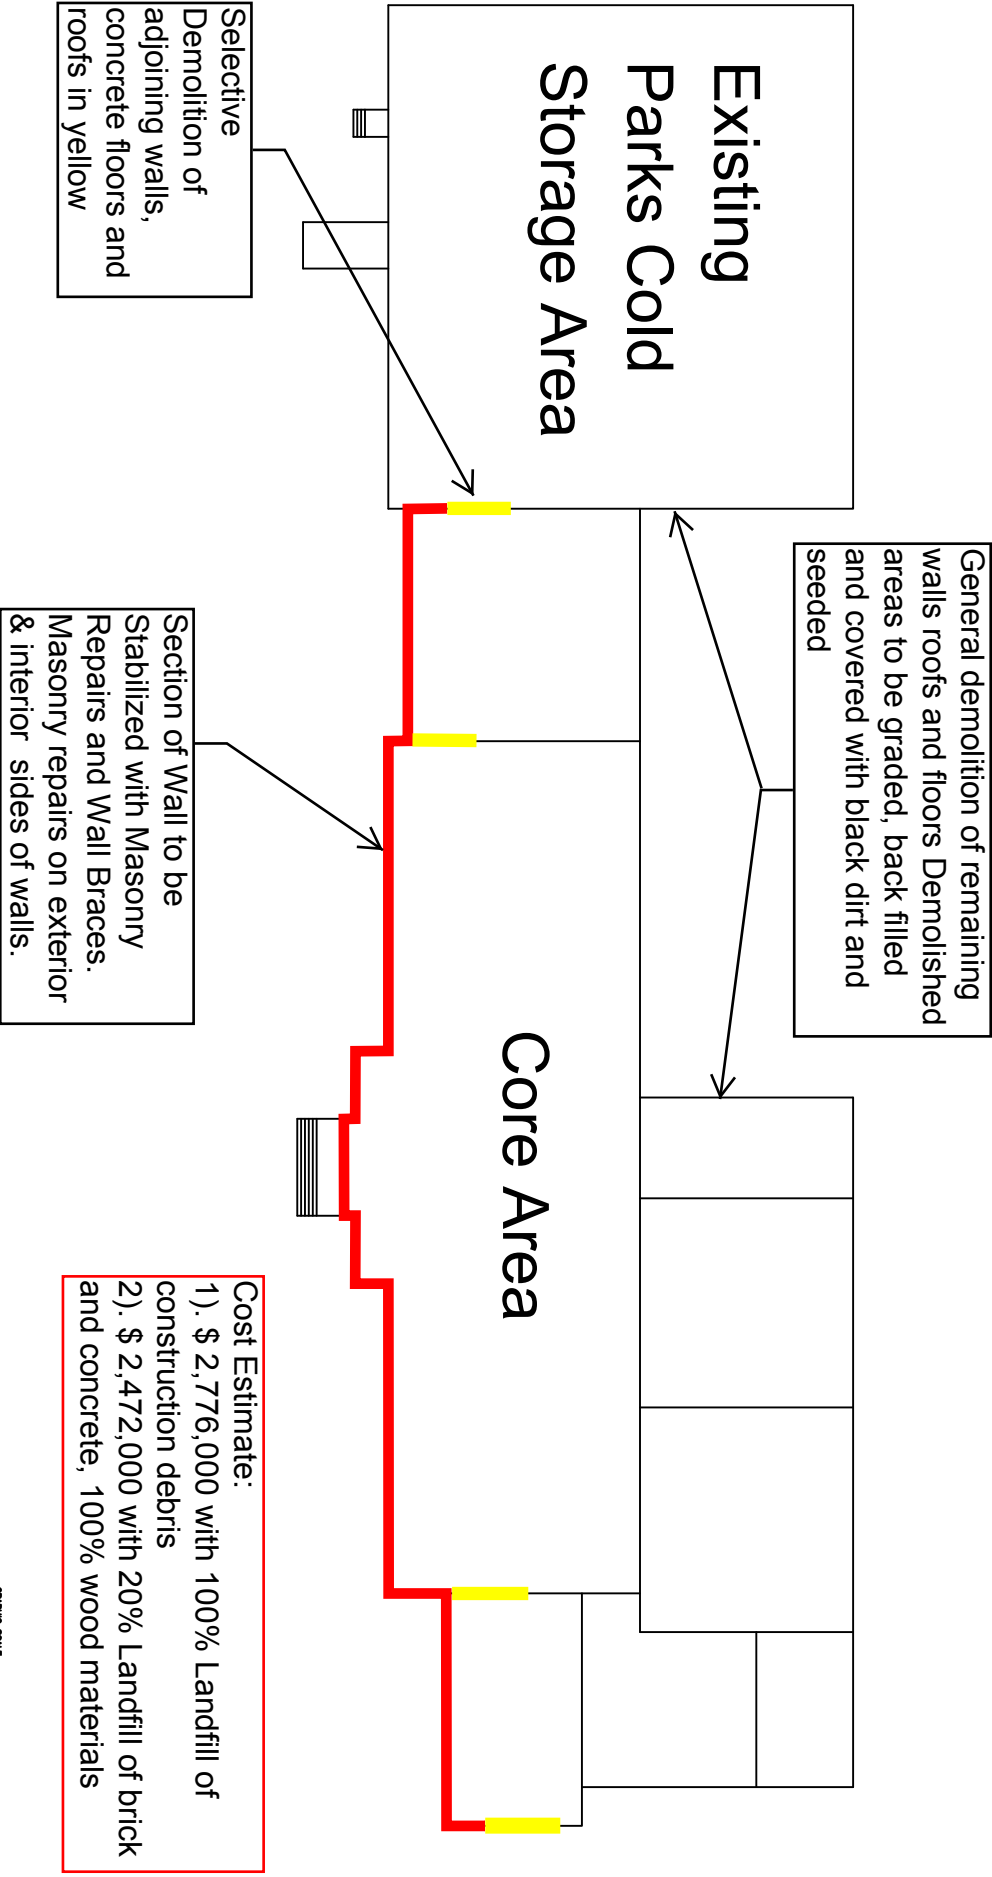 Existing
Parks Cold
Storage Area
General demolition of remaining
walls roofs and floors Demolished
areas to be graded, back filled
and covered with black dirt and
seeded
Core Area
Selective
Demolition of
adjoining walls,
concrete floors and
roofs in yellow
Section of Wall to be
Stabilized with Masonry
Repairs and Wall Braces.
Masonry repairs on exterior
& interior sides of walls.
Cost Estimate:
1). $ 2,776,000 with 100% Landfill of
construction debris
2). $ 2,472,000 with 20% Landfill of brick
and concrete, 100% wood materials